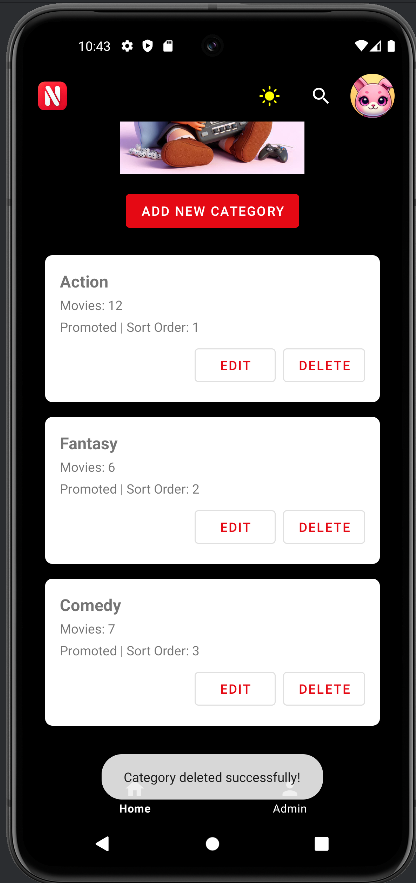 10:43
N
ADD NEW CATEGORY
Action
Movies: 12
Promoted | Sort Order: 1
EDIT DELETE
Fantasy
Movies: 6
Promoted | Sort Order: 2
EDIT DELETE
Comedy
Movies: 7
Promoted | Sort Order: 3
EDIT DELETE
Category deleted successfully!
Home Admin